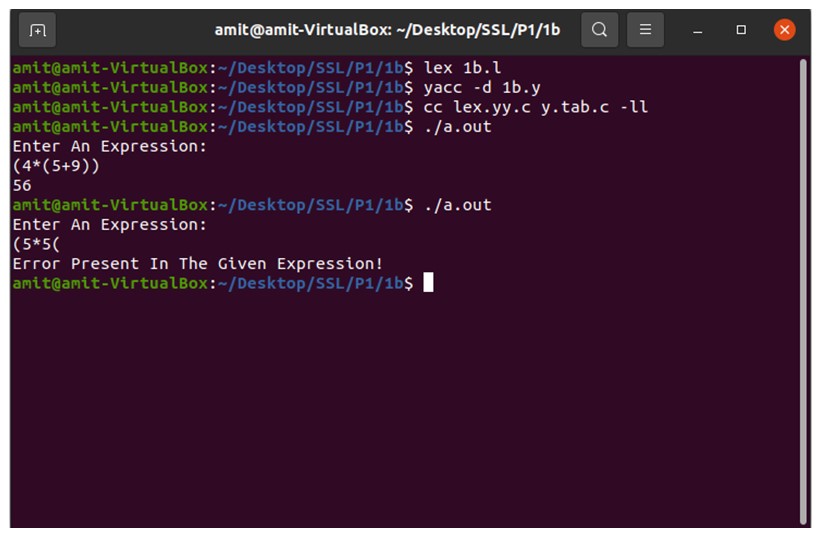 amit@amit-VirtualBox: ~/Desktop/SSL/P1/1b
amit@amit-VirtualBox:~/Desktop/SSL/P1/1b$ lex 1b.l
amit@amit-VirtualBox:~/Desktop/SSL/P1/1b$ yacc -d 1b.y
amit@amit-VirtualBox:~/Desktop/SSL/P1/1b$ cc lex.yy.c y.tab.c -ll
amit@amit-VirtualBox:~/Desktop/SSL/P1/1b$ ./a.out
Enter An Expression:
(4*(5+9))
56
amit@amit-VirtualBox:~/Desktop/SSL/P1/1b$ ./a.out
Enter An Expression:
(5*5(
Error Present In The Given Expression!
amit@amit-VirtualBox:~/Desktop/SSL/P1/1b$